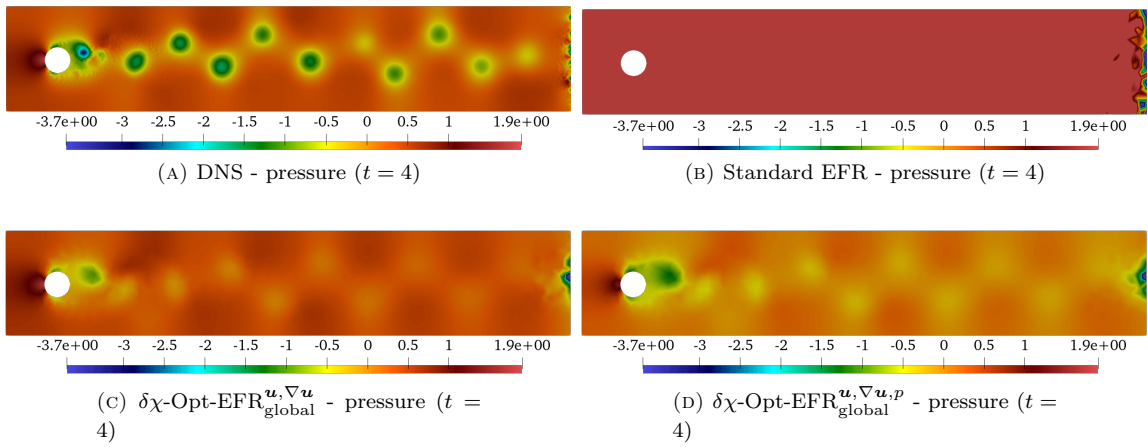 -3.7e+00 -3 -2.5 -2 -1.5 -1 -0.5 0 0.5 1 1.9e+00
(A) DNS - pressure (t = 4)
-3.7e+00 -3 -2.5 -2 -1.5 -1 -0.5 0 0.5 1 1.9e+00
(B) Standard EFR - pressure (t = 4)
-3.7e+00 -3 -2.5 -2 -1.5 -1 -0.5 0 0.5 1 1.9e+00
(C) δχ-Opt-EFR^{u,∇u}_{global} - pressure (t =
4)
-3.7e+00 -3 -2.5 -2 -1.5 -1 -0.5 0 0.5 1 1.9e+00
(D) δχ-Opt-EFR^{u,∇u,p}_{global} - pressure (t =
4)